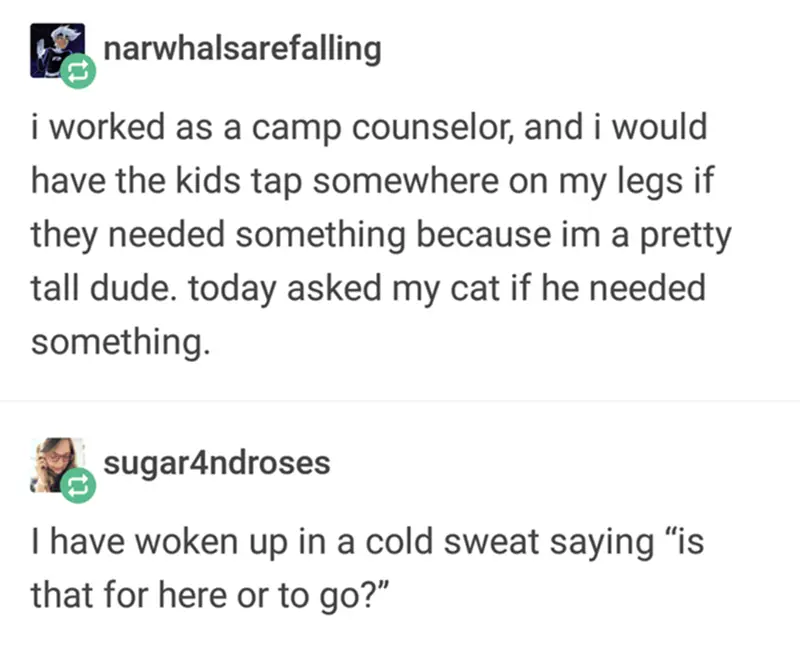 narwhalsarefalling
i worked as a camp counselor, and i would
have the kids tap somewhere on my legs if
they needed something because im a pretty
tall dude. today asked my cat if he needed
something.
sugar4ndroses
I have woken up in a cold sweat saying “is
that for here or to go?”